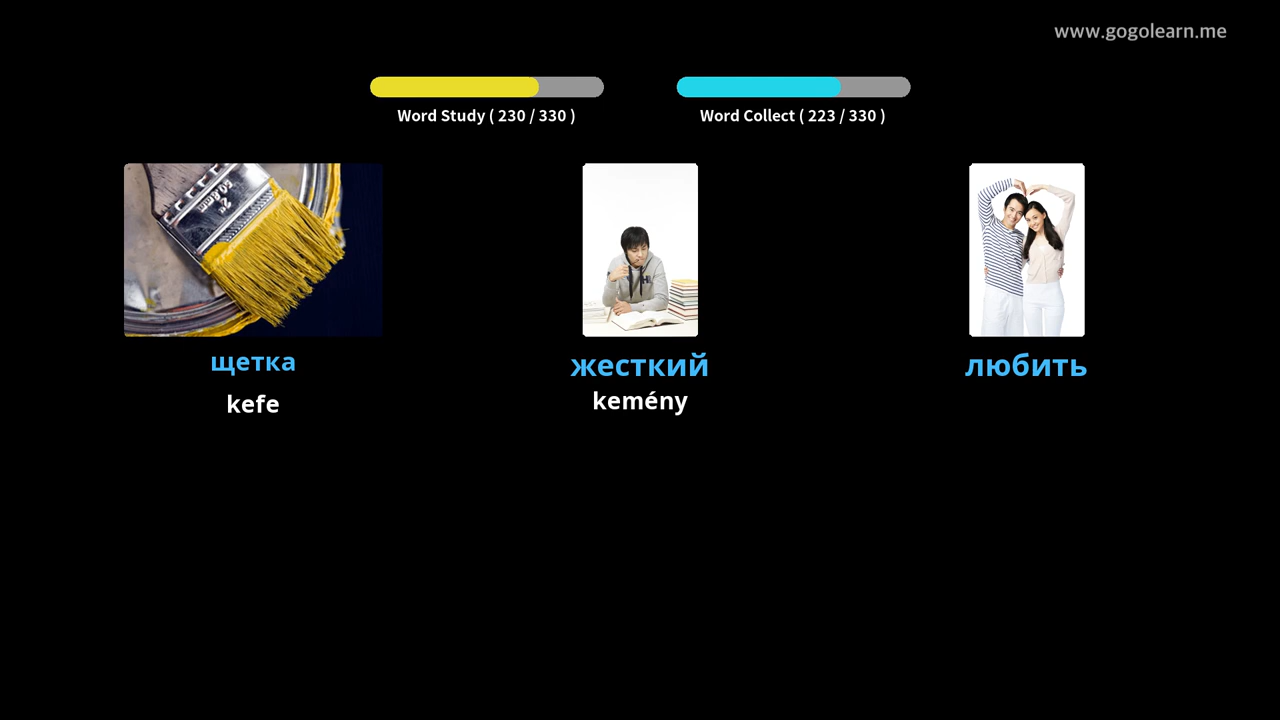 www.gogolearn.me
Word Study ( 230 / 330 )
Word Collect ( 223 / 330 )
щетка
жесткий
любить
kefe
kemény